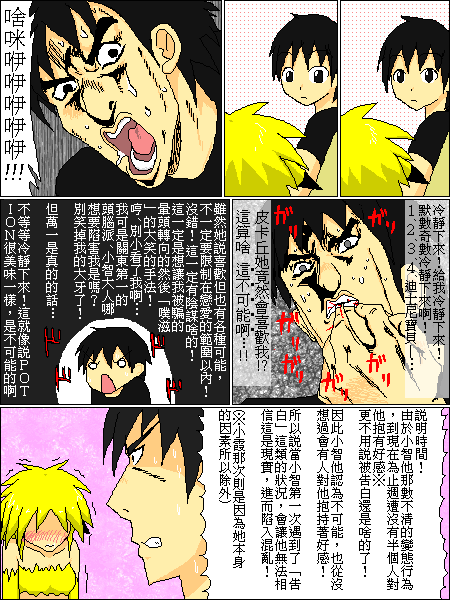 啥咪咿咿咿咿咿!!!
冷靜下來！給我冷靜下來！
默數奇數冷靜下來啊！
1 2 3 4、迪士尼寶貝⋯
皮卡丘她竟然會喜歡我!?
這算啥，這不可能啊⋯!!
ガ
ガ
ガ
ガ
雖然她說喜歡但也有各種可能，
不一定要限制在戀愛的範圍以內！
沒錯！這一定有陰謀啥的！
這一定是想讓我被騙的
暈頭轉向的然後「噗滋
」的大笑的手法！
哼、別小看了我啊⋯
我可是關東第一的
頭腦派、小智大人哪
想要陷害我是嗎？
別笑掉我的大牙了！
但萬一是真的的話⋯
不等等冷靜下來！這就像説POT
ION很美味一樣，是不可能的啊
說明時間！
由於小智他那數不清的變態行為
，到現在為止週遭沒有半個人對
他抱有好感※
更不用說被告白還是啥的了！
因此小智他認為不可能，也從沒
想過會有人對他抱持著好感！
所以說當小智第一次遇到了「告
白」這類的狀況，會讓他無法相
信這是現實，進而陷入混亂！
※小霞那次則是因為她本身
的因素所以除外